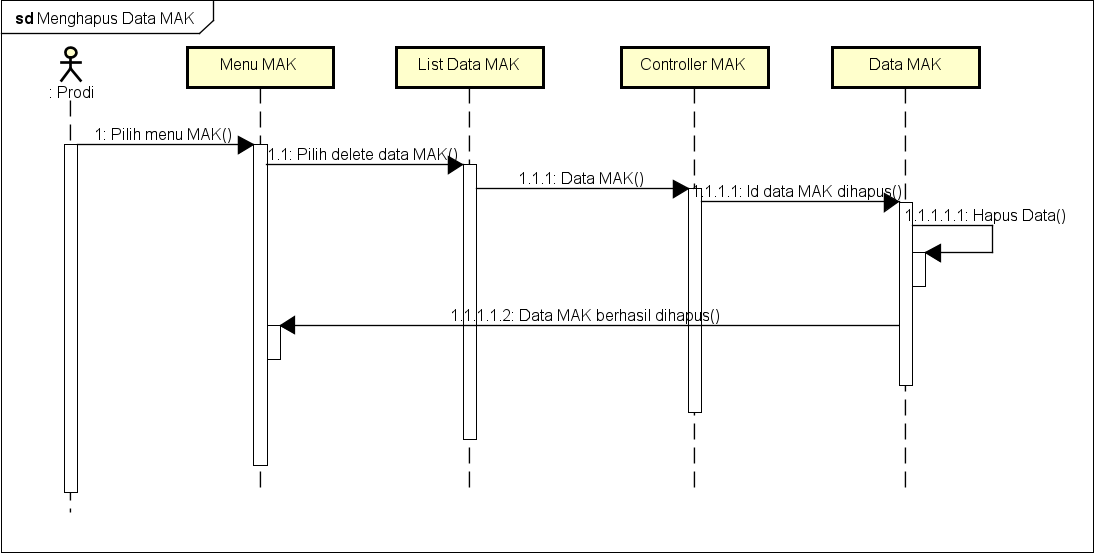 sd Menghapus Data MAK
: Prodi
Menu MAK
List Data MAK
Controller MAK
Data MAK
1: Pilih menu MAK()
1.1: Pilih delete data MAK()
1.1.1: Data MAK()
1.1.1.1: Id data MAK dihapus()
1.1.1.1.1: Hapus Data()
1.1.1.1.2: Data MAK berhasil dihapus()